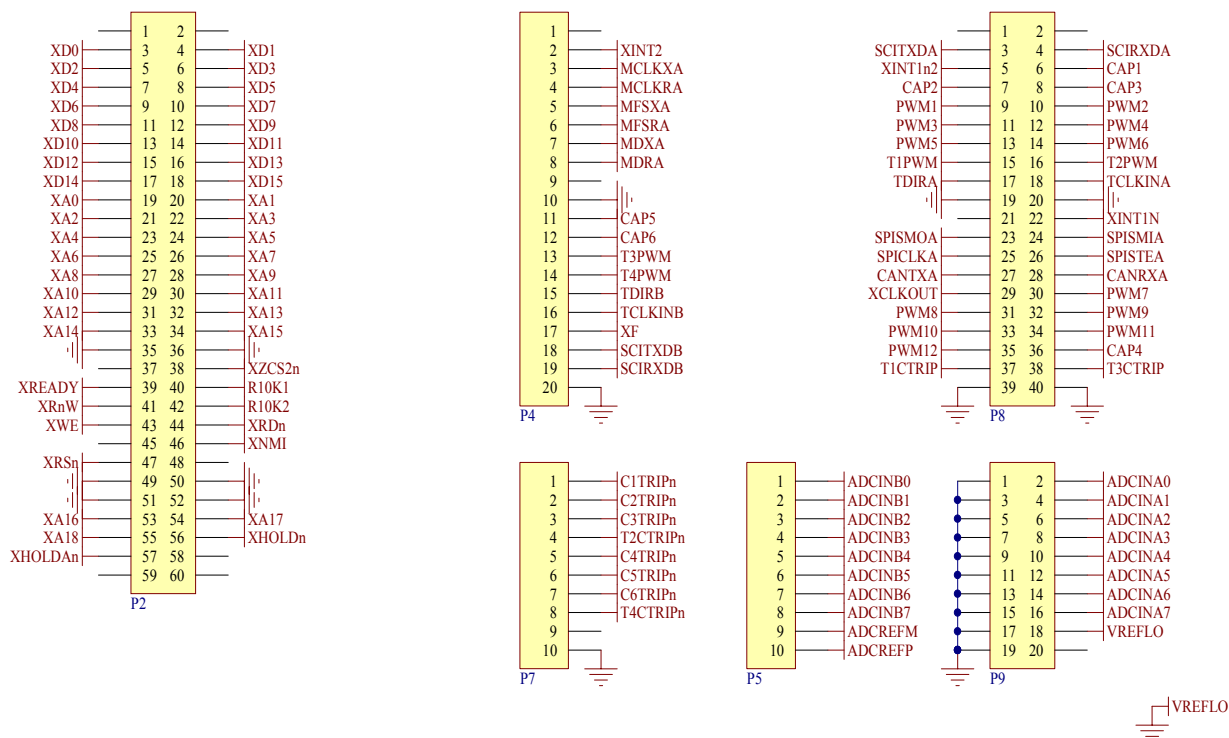 1 2
XD0 3 4 XD1
XD2 5 6 XD3
XD4 7 8 XD5
XD6 9 10 XD7
XD8 11 12 XD9
XD10 13 14 XD11
XD12 15 16 XD13
XD14 17 18 XD15
XA0 19 20 XA1
XA2 21 22 XA3
XA4 23 24 XA5
XA6 25 26 XA7
XA8 27 28 XA9
XA10 29 30 XA11
XA12 31 32 XA13
XA14 33 34 XA15
35 36
37 38 XZCS2n
XREADY 39 40 R10K1
XRnW 41 42 R10K2
XWE 43 44 XRDn
45 46 XNMI
XRSn 47 48
49 50
51 52
XA16 53 54 XA17
XA18 55 56 XHOLDn
XHOLDAn 57 58
59 60
P2
1
2 XINT2
3 MCLKXA
4 MCLKRA
5 MFSXA
6 MFSRA
7 MDXA
8 MDRA
9
10
11 CAP5
12 CAP6
13 T3PWM
14 T4PWM
15 TDIRB
16 TCLKINB
17 XF
18 SCITXDB
19 SCIRXDB
20
P4
1 2
SCITXDA 3 4 SCIRXDA
XINT1n2 5 6 CAP1
CAP2 7 8 CAP3
PWM1 9 10 PWM2
PWM3 11 12 PWM4
PWM5 13 14 PWM6
T1PWM 15 16 T2PWM
TDIRA 17 18 TCLKINA
19 20
21 22 XINT1N
SPISMOA 23 24 SPISMIA
SPICLKA 25 26 SPISTEA
CANTXA 27 28 CANRXA
XCLKOUT 29 30 PWM7
PWM8 31 32 PWM9
PWM10 33 34 PWM11
PWM12 35 36 CAP4
T1CTRIP 37 38 T3CTRIP
39 40
P8
1 C1TRIPn
2 C2TRIPn
3 C3TRIPn
4 T2CTRIPn
5 C4TRIPn
6 C5TRIPn
7 C6TRIPn
8 T4CTRIPn
9
10
P7
1 ADCINB0
2 ADCINB1
3 ADCINB2
4 ADCINB3
5 ADCINB4
6 ADCINB5
7 ADCINB6
8 ADCINB7
9 ADCREFM
10 ADCREFP
P5
1 2 ADCINA0
3 4 ADCINA1
5 6 ADCINA2
7 8 ADCINA3
9 10 ADCINA4
11 12 ADCINA5
13 14 ADCINA6
15 16 ADCINA7
17 18 VREFLO
19 20
P9
VREFLO